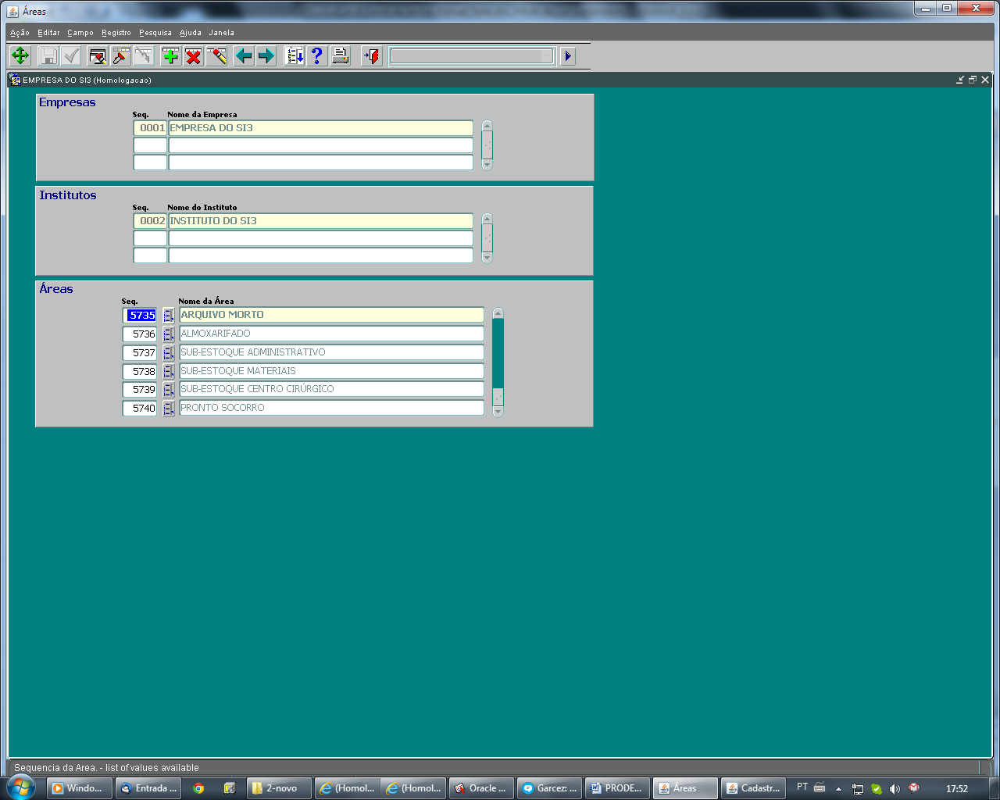 Áreas
Ação Editar Campo Registro Pesquisa Ajuda Janela
EMPRESA DO SI3 (Homologacao)
Empresas
Seq. Nome da Empresa
0001 EMPRESA DO SI3
Institutos
Seq. Nome do Instituto
0002 INSTITUTO DO SI3
Áreas
Seq. Nome da Área
5735 ARQUIVO MORTO
5736 ALMOXARIFADO
5737 SUB-ESTOQUE ADMINISTRATIVO
5738 SUB-ESTOQUE MATERIAIS
5739 SUB-ESTOQUE CENTRO CIRÚRGICO
5740 PRONTO SOCORRO
Sequencia da Area. - list of values available
Windo... Entrada ... 2-novo (Homol... (Homol... Oracle ... Garcez: ... PRODE... Áreas Cadastr... PT 17:52